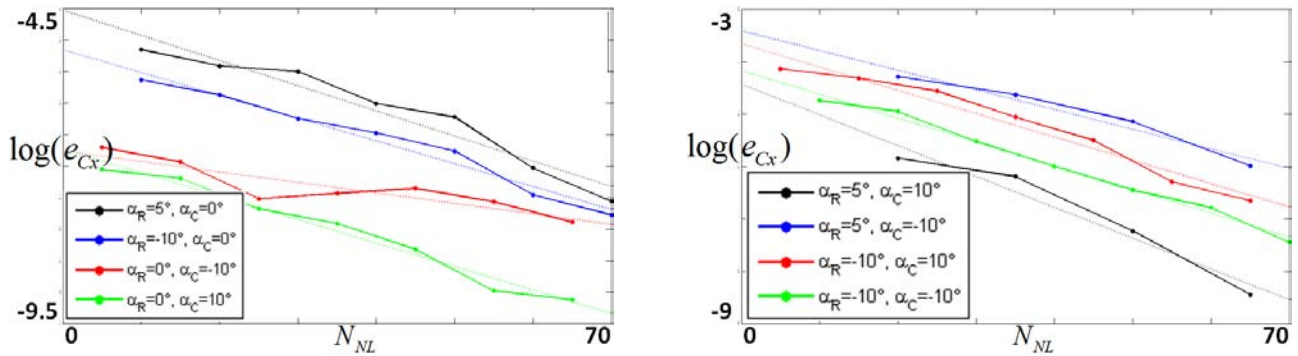 -4.5
log(e_Cx)
α_R=5°, α_C=0°
α_R=-10°, α_C=0°
α_R=0°, α_C=-10°
α_R=0°, α_C=10°
-9.5
0
N_NL
70
-3
log(e_Cx)
α_R=5°, α_C=10°
α_R=5°, α_C=-10°
α_R=-10°, α_C=10°
α_R=-10°, α_C=-10°
-9
0
N_NL
70